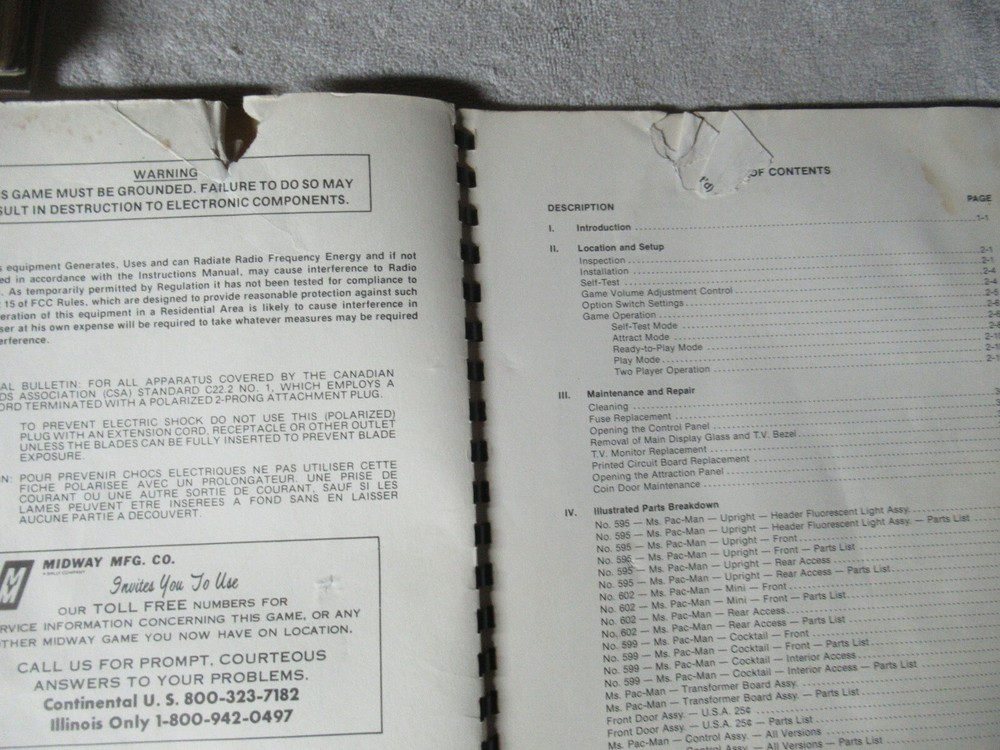 WARNING
S GAME MUST BE GROUNDED. FAILURE TO DO SO MAY
SULT IN DESTRUCTION TO ELECTRONIC COMPONENTS.
s equipment Generates, Uses and can Radiate Radio Frequency Energy and if not
ed in accordance with the Instructions Manual, may cause interference to Radio
. As temporarily permitted by Regulation it has not been tested for compliance to
15 of FCC Rules, which are designed to provide reasonable protection against such
eration of this equipment in a Residential Area is likely to cause interference in
ser at his own expense will be required to take whatever measures may be required
erference.
AL BULLETIN: FOR ALL APPARATUS COVERED BY THE CANADIAN
DS ASSOCIATION (CSA) STANDARD C22.2 NO. 1, WHICH EMPLOYS A
ORD TERMINATED WITH A POLARIZED 2-PRONG ATTACHMENT PLUG.
TO PREVENT ELECTRIC SHOCK DO NOT USE THIS (POLARIZED)
PLUG WITH AN EXTENSION CORD, RECEPTACLE OR OTHER OUTLET
UNLESS THE BLADES CAN BE FULLY INSERTED TO PREVENT BLADE
EXPOSURE.
N: POUR PREVENIR CHOCS ELECTRIQUES NE PAS UTILISER CETTE
FICHE POLARISEE AVEC UN PROLONGATEUR, UNE PRISE DE
COURANT OU UNE AUTRE SORTIE DE COURANT, SAUF SI LES
LAMES PEUVENT ETRE INSEREES A FOND SANS EN LAISSER
AUCUNE PARTIE A DECOUVERT.
MIDWAY MFG. CO.
A BALLY COMPANY
Invites You To Use
OUR TOLL FREE NUMBERS FOR
RVICE INFORMATION CONCERNING THIS GAME, OR ANY
THER MIDWAY GAME YOU NOW HAVE ON LOCATION.
CALL US FOR PROMPT, COURTEOUS
ANSWERS TO YOUR PROBLEMS.
Continental U. S. 800-323-7182
Illinois Only 1-800-942-0497
OF CONTENTS
DESCRIPTION PAGE
I. Introduction 1-1
II. Location and Setup
Inspection 2-1
Installation 2-1
Self-Test 2-4
Game Volume Adjustment Control 2-4
Option Switch Settings
Game Operation
Self-Test Mode
Attract Mode
Ready-to-Play Mode
Play Mode
Two Player Operation
III. Maintenance and Repair
Cleaning
Fuse Replacement
Opening the Control Panel
Removal of Main Display Glass and T.V. Bezel
T.V. Monitor Replacement
Printed Circuit Board Replacement
Opening the Attraction Panel
Coin Door Maintenance
IV. Illustrated Parts Breakdown
No. 595 — Ms. Pac-Man — Upright — Header Fluorescent Light Assy.
No. 595 — Ms. Pac-Man — Upright — Header Fluorescent Light Assy. — Parts List
No. 595 — Ms. Pac-Man — Upright — Front
No. 595 — Ms. Pac-Man — Upright — Front — Parts List
No. 595 — Ms. Pac-Man — Upright — Rear Access
No. 595 — Ms. Pac-Man — Upright — Rear Access — Parts List
No. 602 — Ms. Pac-Man — Mini — Front
No. 602 — Ms. Pac-Man — Mini — Front — Parts List
No. 602 — Ms. Pac-Man — Rear Access
No. 602 — Ms. Pac-Man — Rear Access — Parts List
No. 599 — Ms. Pac-Man — Cocktail — Front
No. 599 — Ms. Pac-Man — Cocktail — Front — Parts List
No. 599 — Ms. Pac-Man — Cocktail — Interior Access
No. 599 — Ms. Pac-Man — Cocktail — Interior Access — Parts List
Ms. Pac-Man — Transformer Board Assy.
Ms. Pac-Man — Transformer Board Assy. — Parts List
Front Door Assy. — U.S.A. 25¢
Front Door Assy. — U.S.A. 25¢ — Parts List
Ms. Pac-Man — Control Assy. — All Versions
Control Assy. — All Versions — Parts List